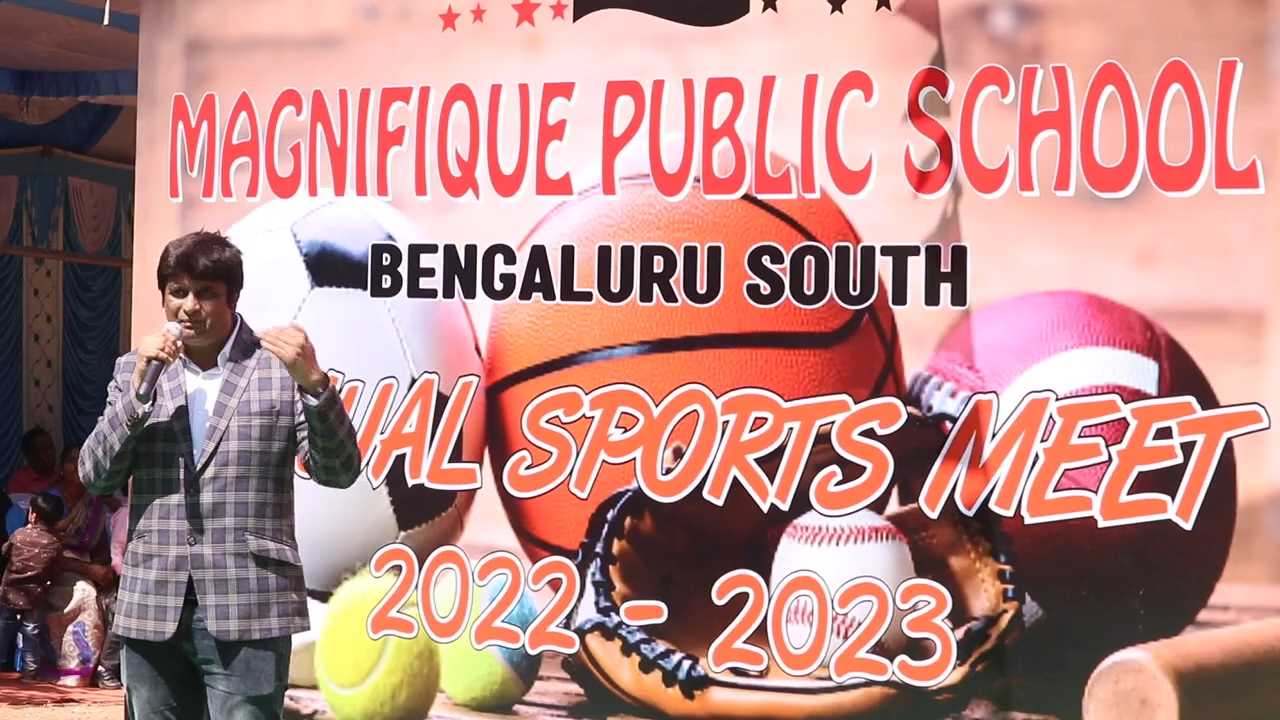 MAGNIFIQUE PUBLIC SCHOOL
BENGALURU SOUTH
UAL SPORTS MEET
2022 - 2023